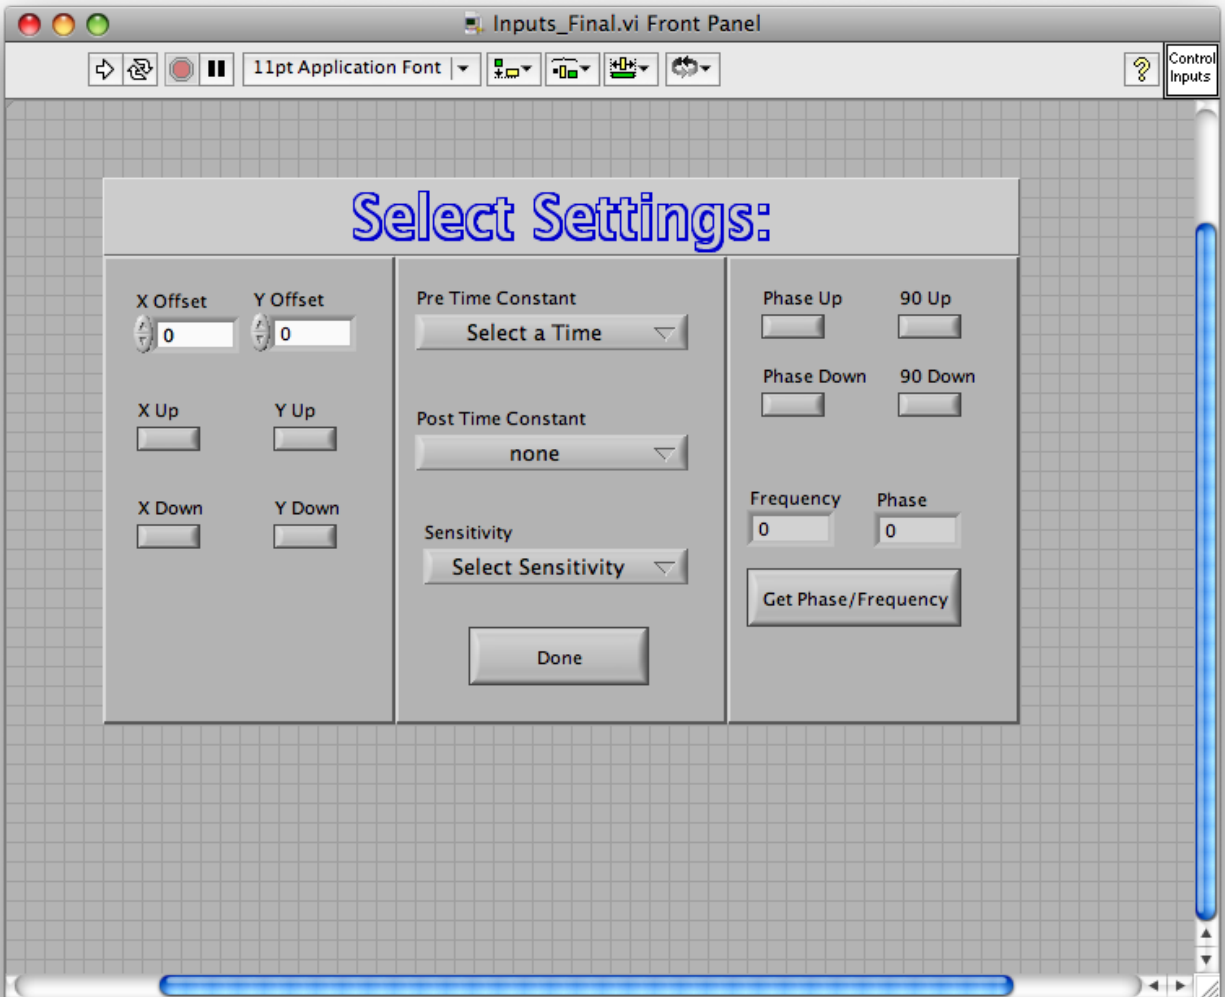 Inputs_Final.vi Front Panel
11pt Application Font
Control
Inputs
Select Settings:
X Offset Y Offset
0 0
X Up Y Up
X Down Y Down
Pre Time Constant
Select a Time
Post Time Constant
none
Sensitivity
Select Sensitivity
Done
Phase Up 90 Up
Phase Down 90 Down
Frequency Phase
0 0
Get Phase/Frequency